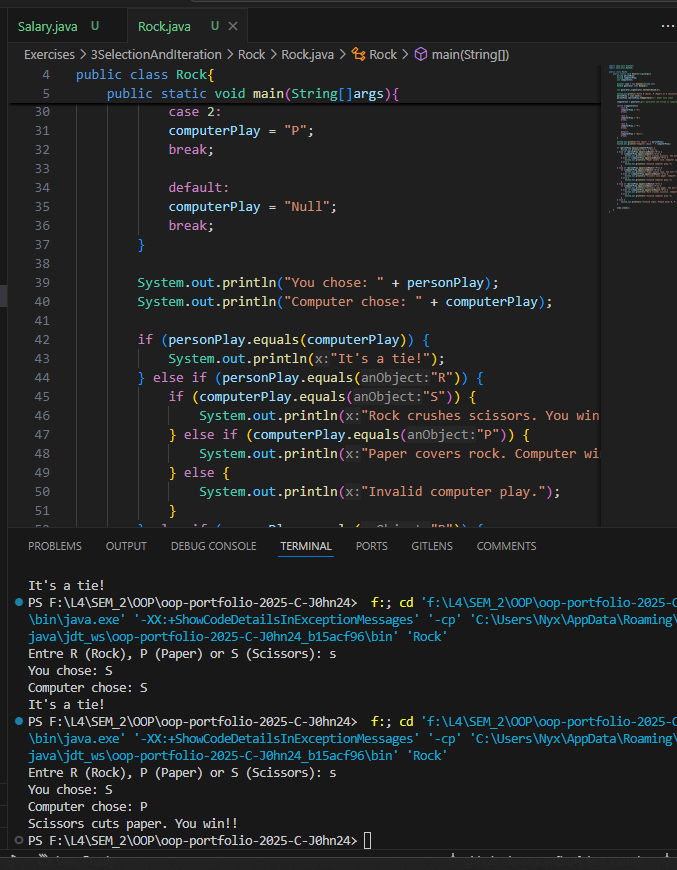 Salary.java U Rock.java U
Exercises > 3SelectionAndIteration > Rock > Rock.java > Rock > main(String[])
4 public class Rock{
5 public static void main(String[]args){
30 case 2:
31 computerPlay = "P";
32 break;
33
34 default:
35 computerPlay = "Null";
36 break;
37 }
38
39 System.out.println("You chose: " + personPlay);
40 System.out.println("Computer chose: " + computerPlay);
41
42 if (personPlay.equals(computerPlay)) {
43 System.out.println(x:"It's a tie!");
44 } else if (personPlay.equals(anObject:"R")) {
45 if (computerPlay.equals(anObject:"S")) {
46 System.out.println(x:"Rock crushes scissors. You win
47 } else if (computerPlay.equals(anObject:"P")) {
48 System.out.println(x:"Paper covers rock. Computer wi
49 } else {
50 System.out.println(x:"Invalid computer play.");
51 }
PROBLEMS OUTPUT DEBUG CONSOLE TERMINAL PORTS GITLENS COMMENTS
It's a tie!
PS F:\L4\SEM_2\OOP\oop-portfolio-2025-C-J0hn24> f:; cd 'f:\L4\SEM_2\OOP\oop-portfolio-2025-C
\bin\java.exe' '-XX:+ShowCodeDetailsInExceptionMessages' '-cp' 'C:\Users\Nyx\AppData\Roaming\
java\jdt_ws\oop-portfolio-2025-C-J0hn24_b15acf96\bin' 'Rock'
Entre R (Rock), P (Paper) or S (Scissors): s
You chose: S
Computer chose: S
It's a tie!
PS F:\L4\SEM_2\OOP\oop-portfolio-2025-C-J0hn24> f:; cd 'f:\L4\SEM_2\OOP\oop-portfolio-2025-C
\bin\java.exe' '-XX:+ShowCodeDetailsInExceptionMessages' '-cp' 'C:\Users\Nyx\AppData\Roaming\
java\jdt_ws\oop-portfolio-2025-C-J0hn24_b15acf96\bin' 'Rock'
Entre R (Rock), P (Paper) or S (Scissors): s
You chose: S
Computer chose: P
Scissors cuts paper. You win!!
PS F:\L4\SEM_2\OOP\oop-portfolio-2025-C-J0hn24>